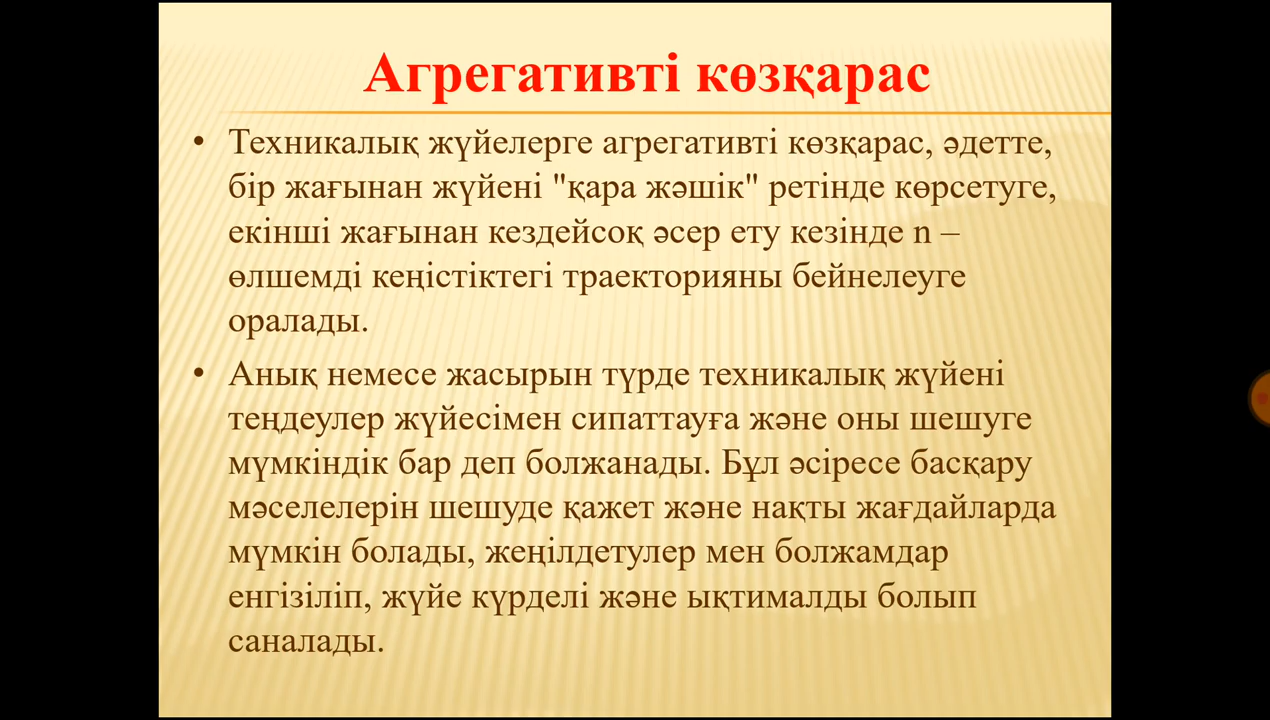 Агрегативті көзқарас
• Техникалық жүйелерге агрегативті көзқарас, әдетте,
бір жағынан жүйені "қара жәшік" ретінде көрсетуге,
екінші жағынан кездейсоқ әсер ету кезінде n –
өлшемді кеңістіктегі траекторияны бейнелеуге
оралады.
• Анық немесе жасырын түрде техникалық жүйені
теңдеулер жүйесімен сипаттауға және оны шешуге
мүмкіндік бар деп болжанады. Бұл әсіресе басқару
мәселелерін шешуде қажет және нақты жағдайларда
мүмкін болады, жеңілдетулер мен болжамдар
енгізіліп, жүйе күрделі және ықтималды болып
саналады.